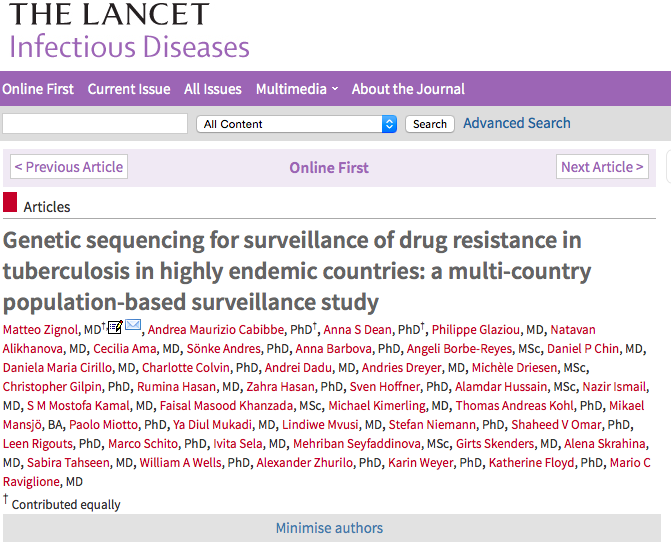 THE LANCET
Infectious Diseases
Online First Current Issue All Issues Multimedia About the Journal
All Content Search Advanced Search
< Previous Article Online First Next Article >
Articles
Genetic sequencing for surveillance of drug resistance in
tuberculosis in highly endemic countries: a multi-country
population-based surveillance study
Matteo Zignol, MD†, Andrea Maurizio Cabibbe, PhD†, Anna S Dean, PhD†, Philippe Glaziou, MD, Natavan
Alikhanova, MD, Cecilia Ama, MD, Sönke Andres, PhD, Anna Barbova, PhD, Angeli Borbe-Reyes, MSc, Daniel P Chin, MD,
Daniela Maria Cirillo, MD, Charlotte Colvin, PhD, Andrei Dadu, MD, Andries Dreyer, MD, Michèle Driesen, MSc,
Christopher Gilpin, PhD, Rumina Hasan, MD, Zahra Hasan, PhD, Sven Hoffner, PhD, Alamdar Hussain, MSc, Nazir Ismail,
MD, S M Mostofa Kamal, MD, Faisal Masood Khanzada, MSc, Michael Kimerling, MD, Thomas Andreas Kohl, PhD, Mikael
Mansjö, BA, Paolo Miotto, PhD, Ya Diul Mukadi, MD, Lindiwe Mvusi, MD, Stefan Niemann, PhD, Shaheed V Omar, PhD,
Leen Rigouts, PhD, Marco Schito, PhD, Ivita Sela, MD, Mehriban Seyfaddinova, MSc, Girts Skenders, MD, Alena Skrahina,
MD, Sabira Tahseen, MD, William A Wells, PhD, Alexander Zhurilo, PhD, Karin Weyer, PhD, Katherine Floyd, PhD, Mario C
Raviglione, MD
† Contributed equally
Minimise authors